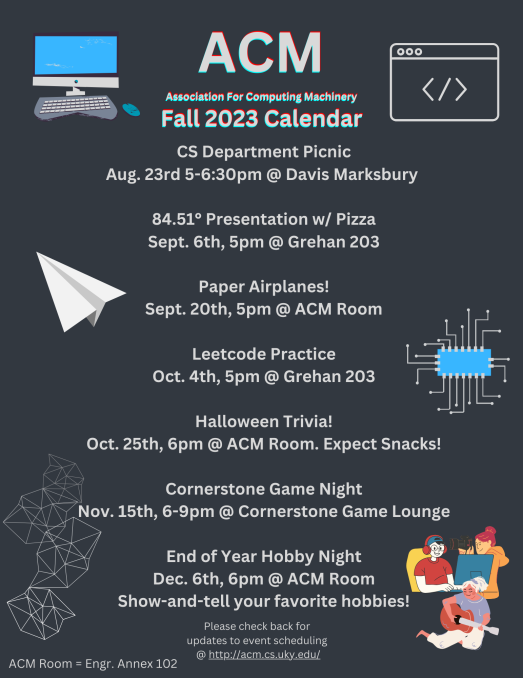 ACM
Association For Computing Machinery
Fall 2023 Calendar
</>
CS Department Picnic
Aug. 23rd 5-6:30pm @ Davis Marksbury
84.51° Presentation w/ Pizza
Sept. 6th, 5pm @ Grehan 203
Paper Airplanes!
Sept. 20th, 5pm @ ACM Room
Leetcode Practice
Oct. 4th, 5pm @ Grehan 203
Halloween Trivia!
Oct. 25th, 6pm @ ACM Room. Expect Snacks!
Cornerstone Game Night
Nov. 15th, 6-9pm @ Cornerstone Game Lounge
End of Year Hobby Night
Dec. 6th, 6pm @ ACM Room
Show-and-tell your favorite hobbies!
Please check back for
updates to event scheduling
@ http://acm.cs.uky.edu/
ACM Room = Engr. Annex 102